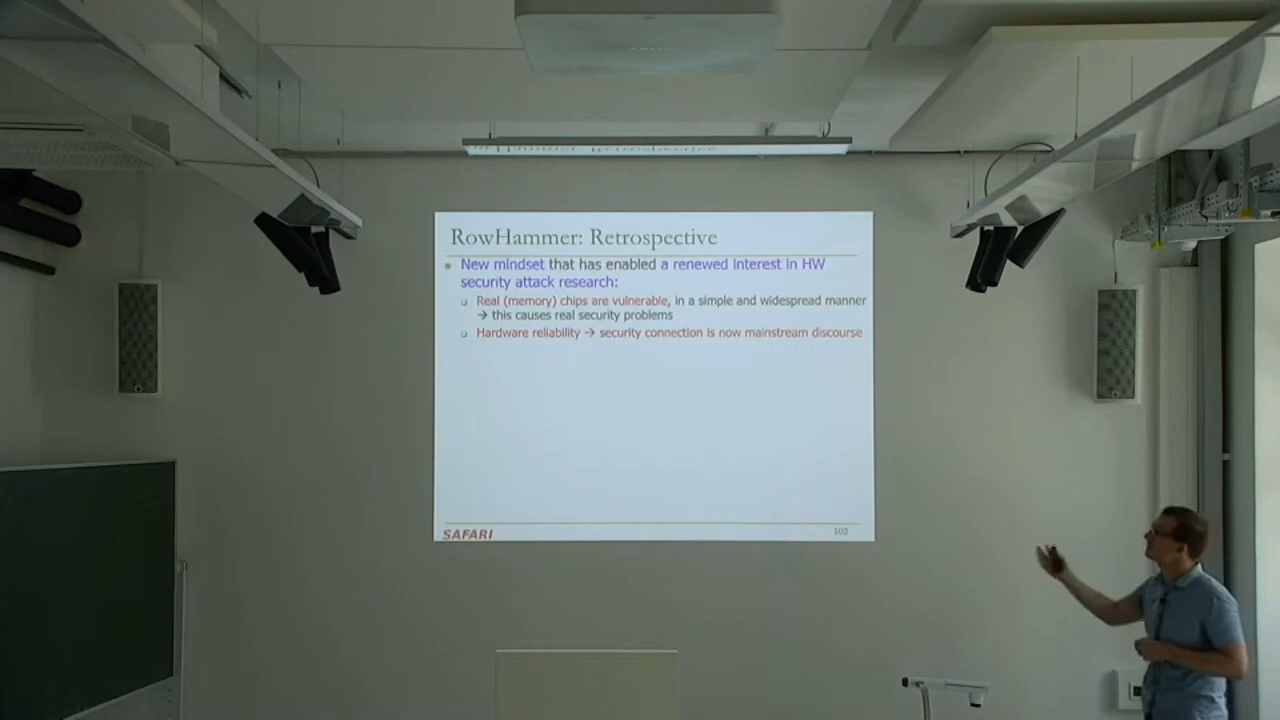 RowHammer: Retrospective
New mindset that has enabled a renewed interest in HW
security attack research:
Real (memory) chips are vulnerable, in a simple and widespread manner
→ this causes real security problems
Hardware reliability → security connection is now mainstream discourse
SAFARI
102